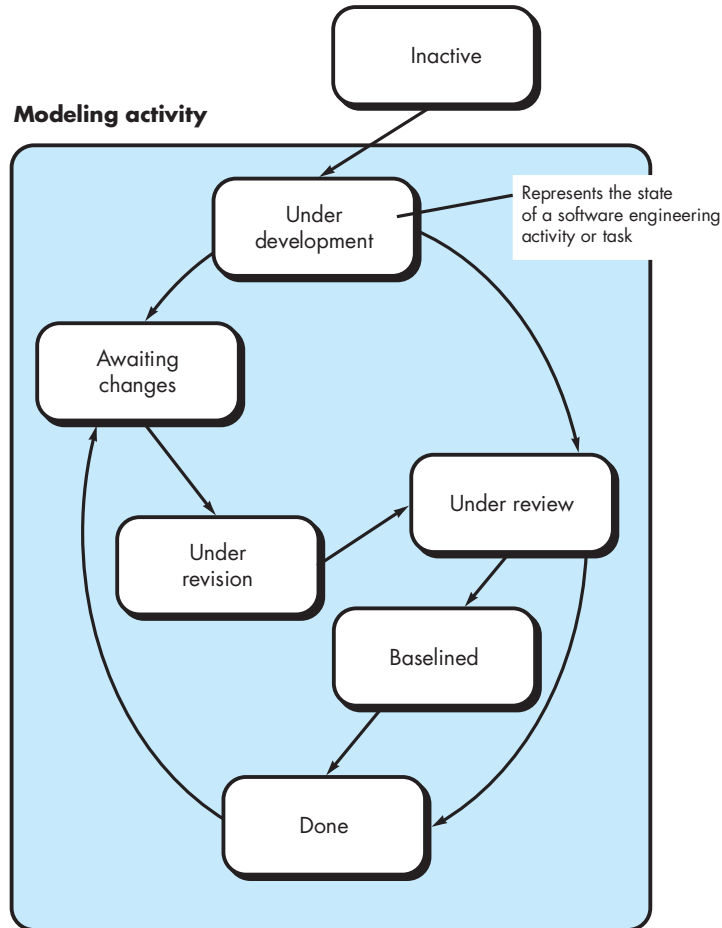 Inactive
Modeling activity
Under
development
Represents the state
of a software engineering
activity or task
Awaiting
changes
Under review
Under
revision
Baselined
Done